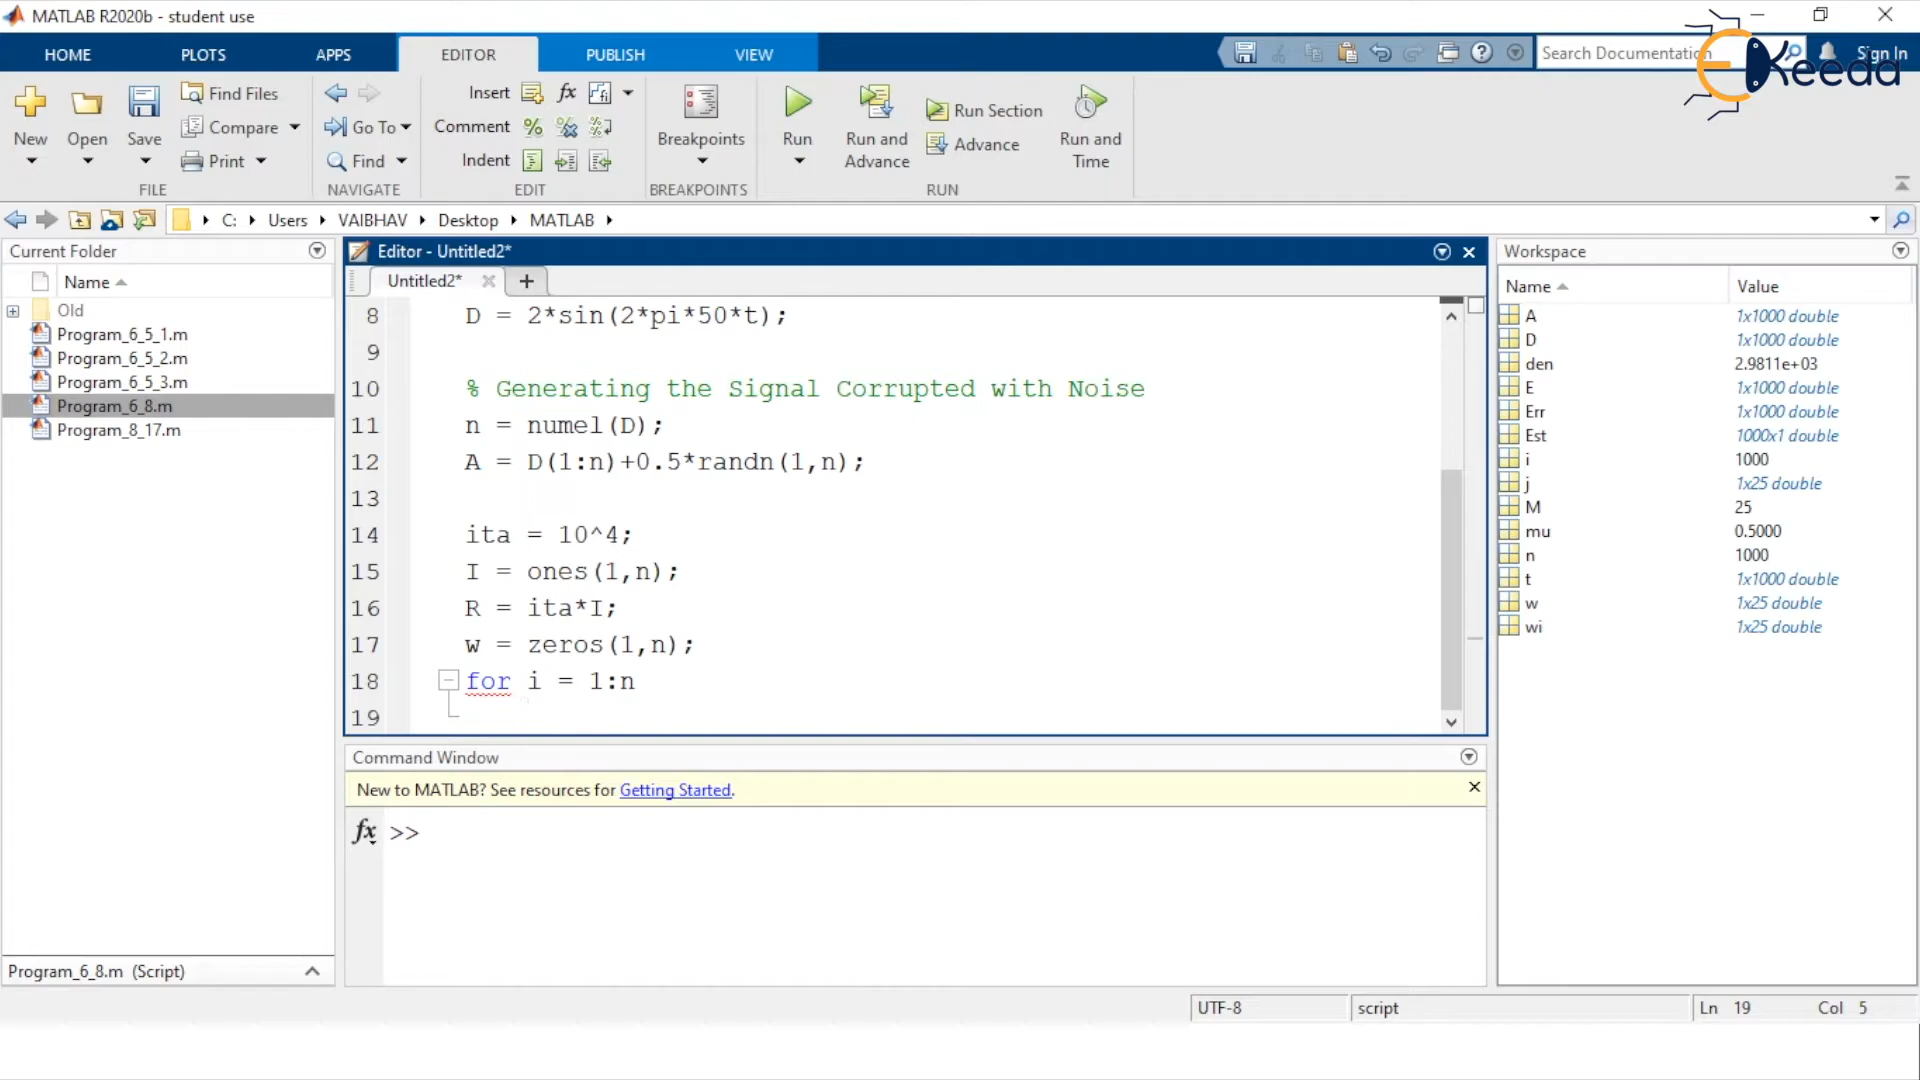 MATLAB R2020b - student use
HOME PLOTS APPS EDITOR PUBLISH VIEW
Search Documentation
Sign In
EKeeda
New
Open
Save
Find Files
Compare
Print
FILE
Go To
Find
NAVIGATE
Insert
fx
Comment
Indent
EDIT
Breakpoints
BREAKPOINTS
Run
Run and Advance
Run Section
Advance
Run and Time
RUN
C: Users VAIBHAV Desktop MATLAB
Current Folder
Name
Old
Program_6_5_1.m
Program_6_5_2.m
Program_6_5_3.m
Program_6_8.m
Program_8_17.m
Program_6_8.m (Script)
Editor - Untitled2*
Untitled2*
8 D = 2*sin(2*pi*50*t);
9
10 % Generating the Signal Corrupted with Noise
11 n = numel(D);
12 A = D(1:n)+0.5*randn(1,n);
13
14 ita = 10^4;
15 I = ones(1,n);
16 R = ita*I;
17 w = zeros(1,n);
18 for i = 1:n
19
Command Window
New to MATLAB? See resources for Getting Started.
fx >>
Workspace
Name Value
A 1x1000 double
D 1x1000 double
den 2.9811e+03
E 1x1000 double
Err 1x1000 double
Est 1000x1 double
i 1000
j 1x25 double
M 25
mu 0.5000
n 1000
t 1x1000 double
w 1x25 double
wi 1x25 double
UTF-8 script Ln 19 Col 5